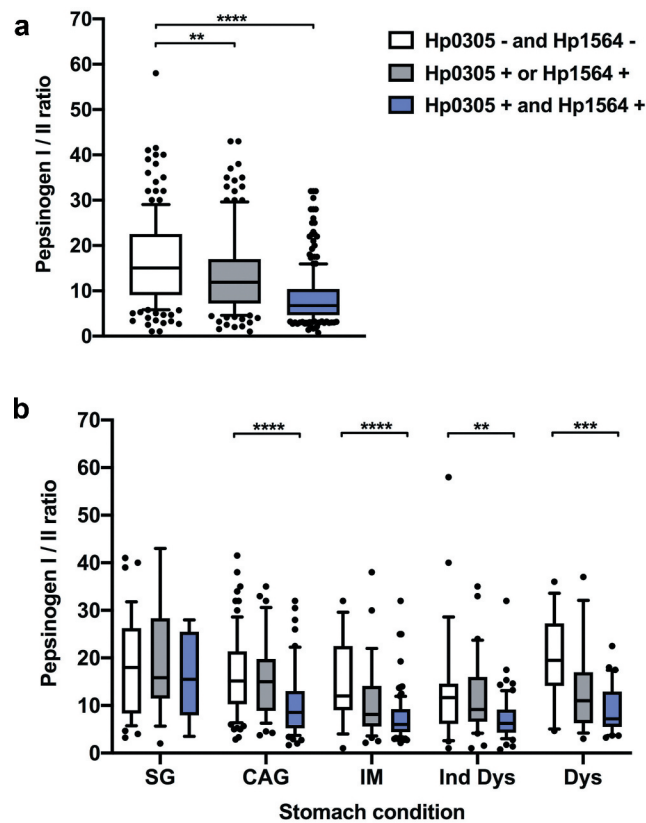 a
****
**
Hp0305 - and Hp1564 -
Hp0305 + or Hp1564 +
Hp0305 + and Hp1564 +
Pepsinogen I / II ratio
70
60
50
40
30
20
10
0
b
**** **** ** ***
Pepsinogen I / II ratio
70
60
50
40
30
20
10
0
SG CAG IM Ind Dys Dys
Stomach condition